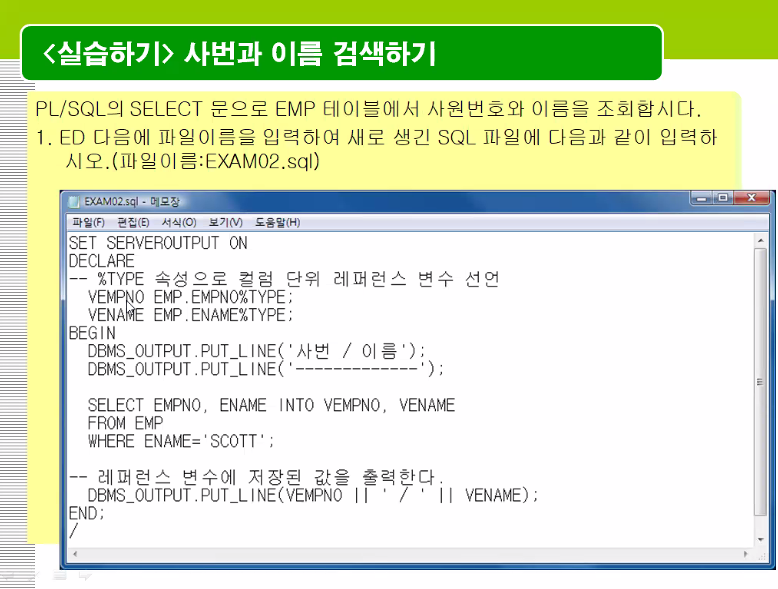 <실습하기> 사번과 이름 검색하기
PL/SQL의 SELECT 문으로 EMP 테이블에서 사원번호와 이름을 조회합시다.
1. ED 다음에 파일이름을 입력하여 새로 생긴 SQL 파일에 다음과 같이 입력하
시오.(파일이름:EXAM02.sql)
EXAM02.sql - 메모장
파일(F) 편집(E) 서식(O) 보기(V) 도움말(H)
SET SERVEROUTPUT ON
DECLARE
-- %TYPE 속성으로 컬럼 단위 레퍼런스 변수 선언
VEMPNO EMP.EMPNO%TYPE;
VENAME EMP.ENAME%TYPE;
BEGIN
DBMS_OUTPUT.PUT_LINE('사번 / 이름');
DBMS_OUTPUT.PUT_LINE('-------------');
SELECT EMPNO, ENAME INTO VEMPNO, VENAME
FROM EMP
WHERE ENAME='SCOTT';
-- 레퍼런스 변수에 저장된 값을 출력한다.
DBMS_OUTPUT.PUT_LINE(VEMPNO || ' / ' || VENAME);
END;
/